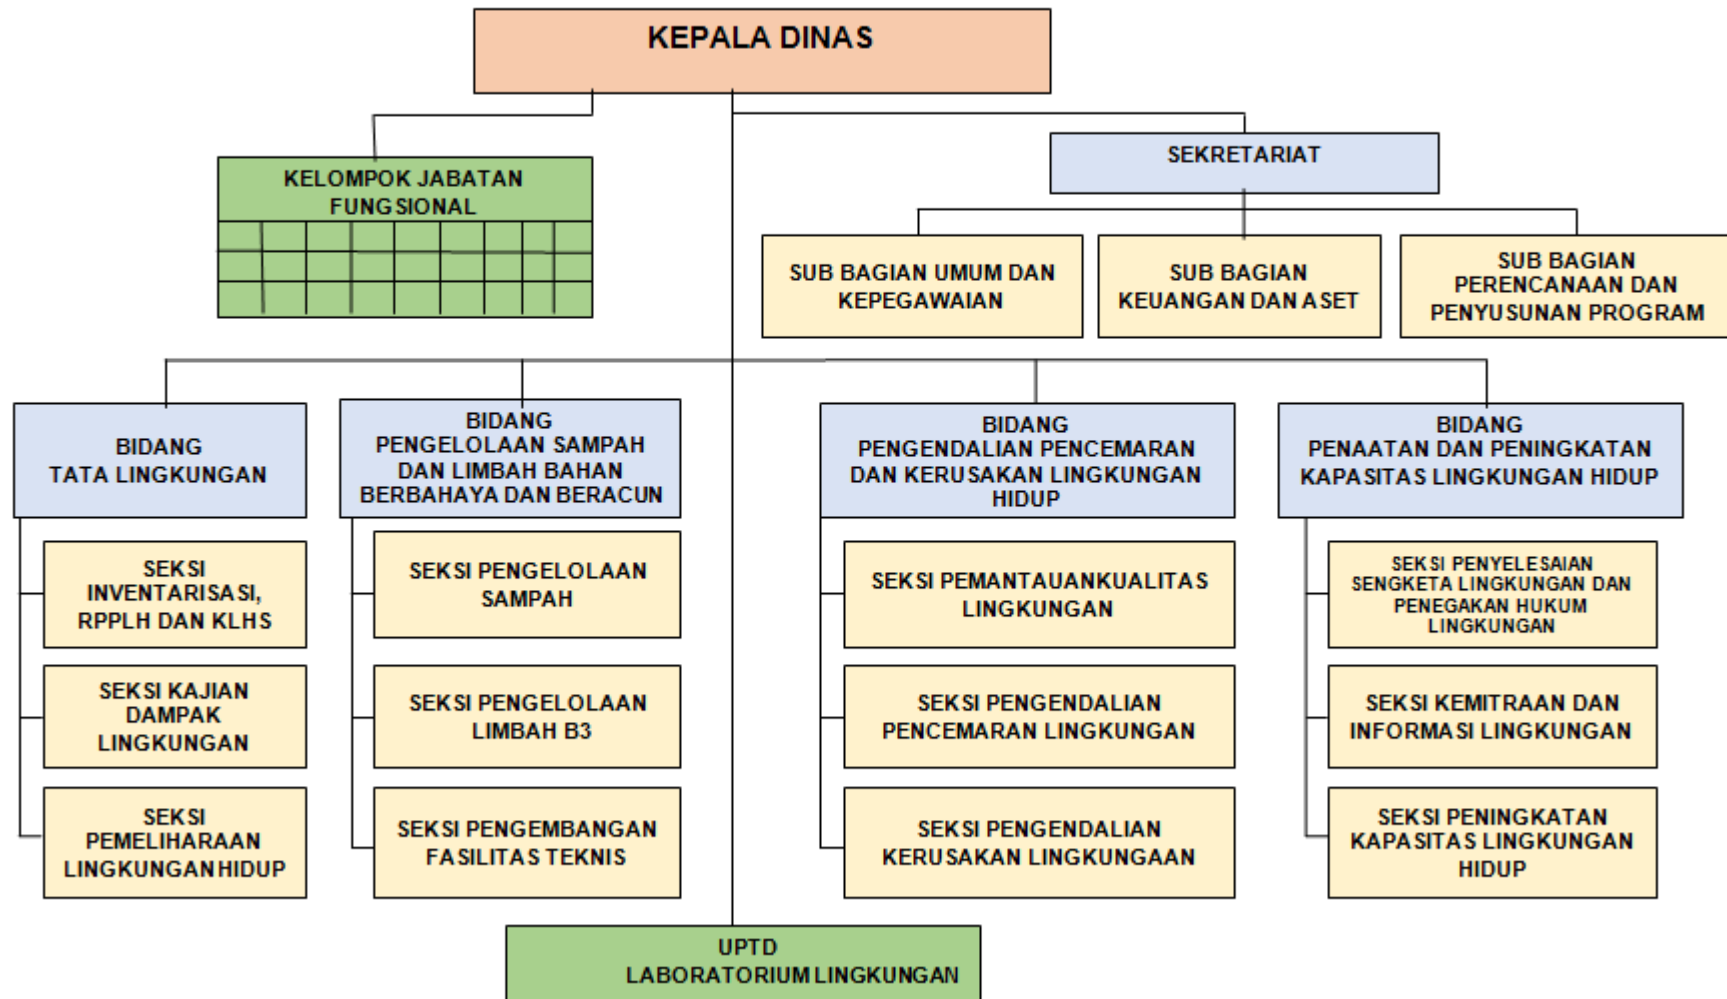 KEPALA DINAS
KELOMPOK JABATAN
FUNGSIONAL
SEKRETARIAT
SUB BAGIAN UMUM DAN
KEPEGAWAIAN
SUB BAGIAN
KEUANGAN DAN ASET
SUB BAGIAN
PERENCANAAN DAN
PENYUSUNAN PROGRAM
BIDANG
TATA LINGKUNGAN
BIDANG
PENGELOLAAN SAMPAH
DAN LIMBAH BAHAN
BERBAHAYA DAN BERACUN
BIDANG
PENGENDALIAN PENCEMARAN
DAN KERUSAKAN LINGKUNGAN
HIDUP
BIDANG
PENAATAN DAN PENINGKATAN
KAPASITAS LINGKUNGAN HIDUP
SEKSI
INVENTARISASI,
RPPLH DAN KLHS
SEKSI KAJIAN
DAMPAK
LINGKUNGAN
SEKSI
PEMELIHARAAN
LINGKUNGAN HIDUP
SEKSI PENGELOLAAN
SAMPAH
SEKSI PENGELOLAAN
LIMBAH B3
SEKSI PENGEMBANGAN
FASILITAS TEKNIS
SEKSI PEMANTAUANKUALITAS
LINGKUNGAN
SEKSI PENGENDALIAN
PENCEMARAN LINGKUNGAN
SEKSI PENGENDALIAN
KERUSAKAN LINGKUNGAAN
SEKSI PENYELESAIAN
SENGKETA LINGKUNGAN DAN
PENEGAKAN HUKUM
LINGKUNGAN
SEKSI KEMITRAAN DAN
INFORMASI LINGKUNGAN
SEKSI PENINGKATAN
KAPASITAS LINGKUNGAN
HIDUP
UPTD
LABORATORIUM LINGKUNGAN